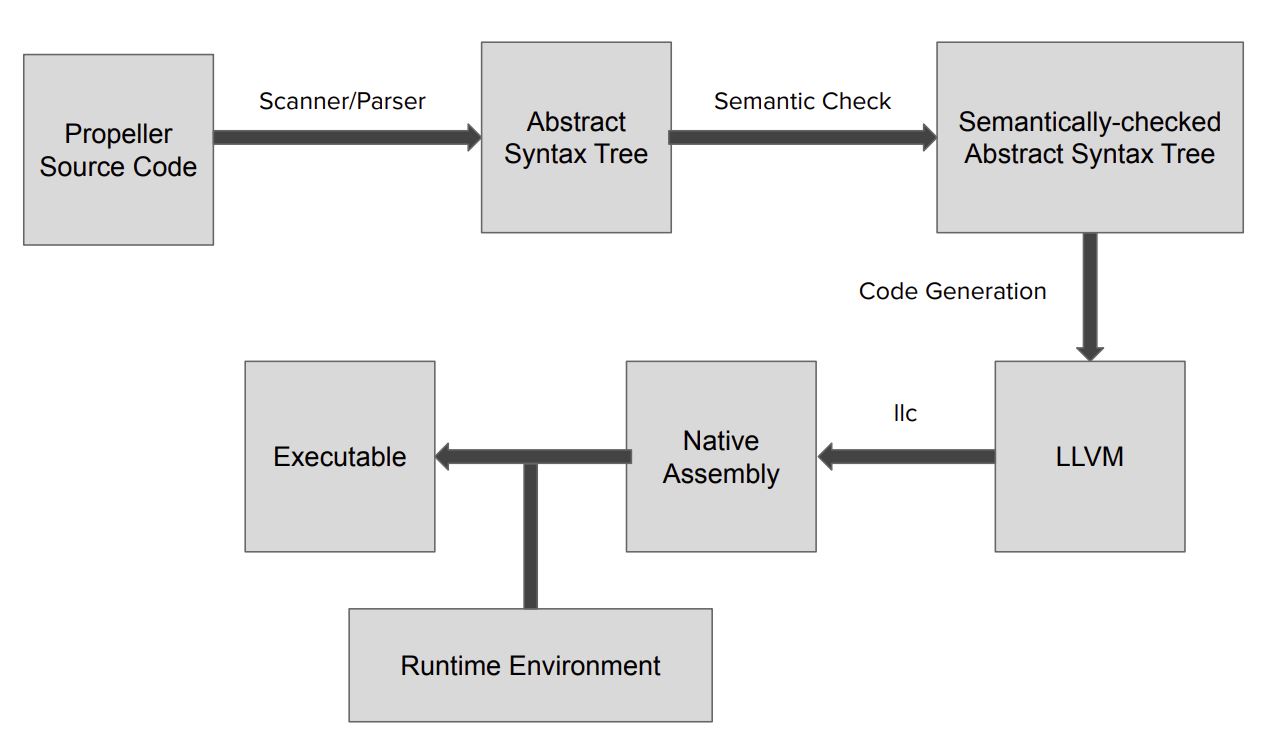 Scanner/Parser
Semantic Check
Propeller
Source Code
Abstract
Syntax Tree
Semantically-checked
Abstract Syntax Tree
Code Generation
Executable
Native
Assembly
llc
LLVM
Runtime Environment